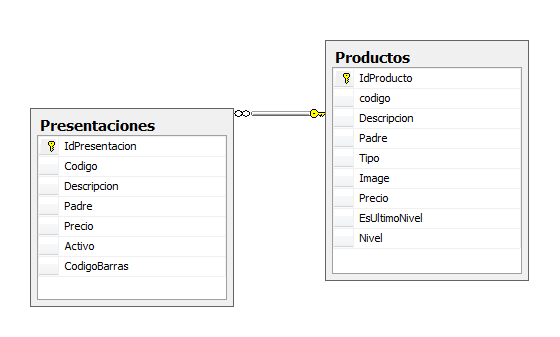 Productos
IdProducto
codigo
Descripcion
Padre
Tipo
Image
Precio
EsUltimoNivel
Nivel
Presentaciones
IdPresentacion
Codigo
Descripcion
Padre
Precio
Activo
CodigoBarras